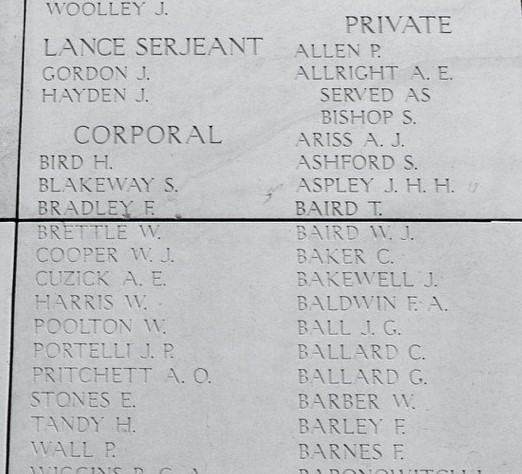 WOOLLEY J.
LANCE SERJEANT
GORDON J.
HAYDEN J.
CORPORAL
BIRD H.
BLAKEWAY S.
BRADLEY F.
BRETTLE W.
COOPER W. J.
CUZICK A. E.
HARRIS W.
POOLTON W.
PORTELLI J. P.
PRITCHETT A. O.
STONES E.
TANDY H.
WALL P.
PRIVATE
ALLEN P.
ALLRIGHT A. E.
SERVED AS
BISHOP S.
ARISS A. J.
ASHFORD S.
ASPLEY J. H. H.
BAIRD T.
BAIRD W. J.
BAKER C.
BAKEWELL J.
BALDWIN F. A.
BALL J. G.
BALLARD C.
BALLARD G.
BARBER W.
BARLEY F.
BARNES F.